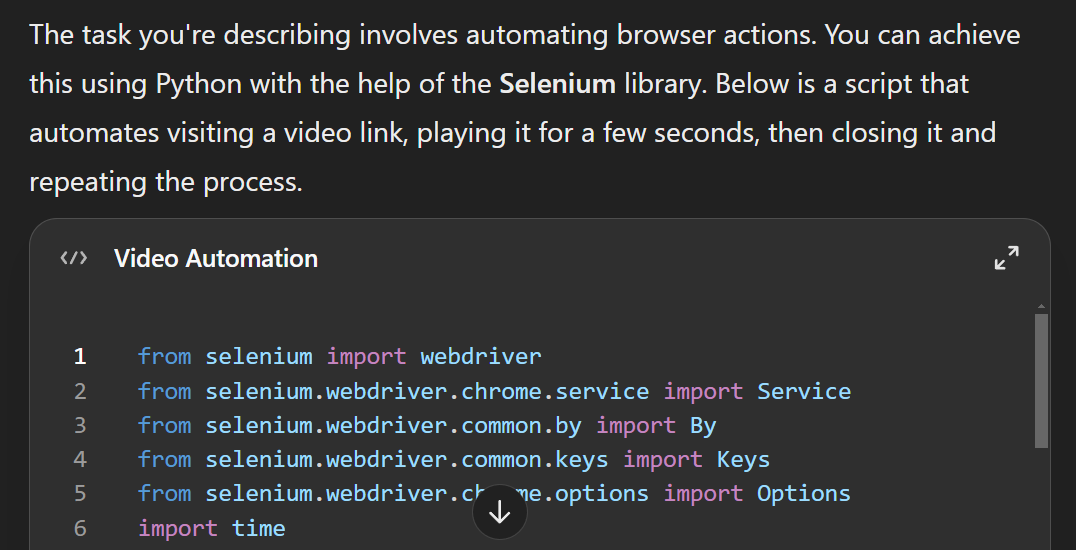 The task you're describing involves automating browser actions. You can achieve
this using Python with the help of the Selenium library. Below is a script that
automates visiting a video link, playing it for a few seconds, then closing it and
repeating the process.
</> Video Automation
1 from selenium import webdriver
2 from selenium.webdriver.chrome.service import Service
3 from selenium.webdriver.common.by import By
4 from selenium.webdriver.common.keys import Keys
5 from selenium.webdriver.chrome.options import Options
6 import time